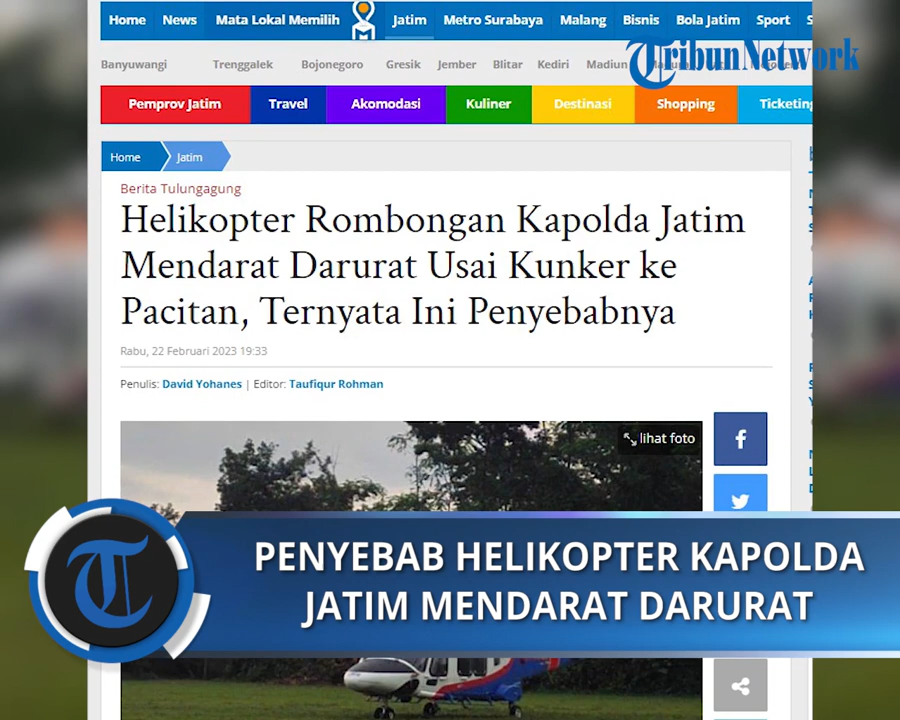 Home News Mata Lokal Memilih Jatim Metro Surabaya Malang Bisnis Bola Jatim Sport
TribunNetwork
Banyuwangi Trenggalek Bojonegoro Gresik Jember Blitar Kediri Madiun
Pemprov Jatim Travel Akomodasi Kuliner Destinasi Shopping Ticketing
Home Jatim
Berita Tulungagung
Helikopter Rombongan Kapolda Jatim
Mendarat Darurat Usai Kunker ke
Pacitan, Ternyata Ini Penyebabnya
Rabu, 22 Februari 2023 19:33
Penulis: David Yohanes | Editor: Taufiqur Rohman
lihat foto
PENYEBAB HELIKOPTER KAPOLDA
JATIM MENDARAT DARURAT